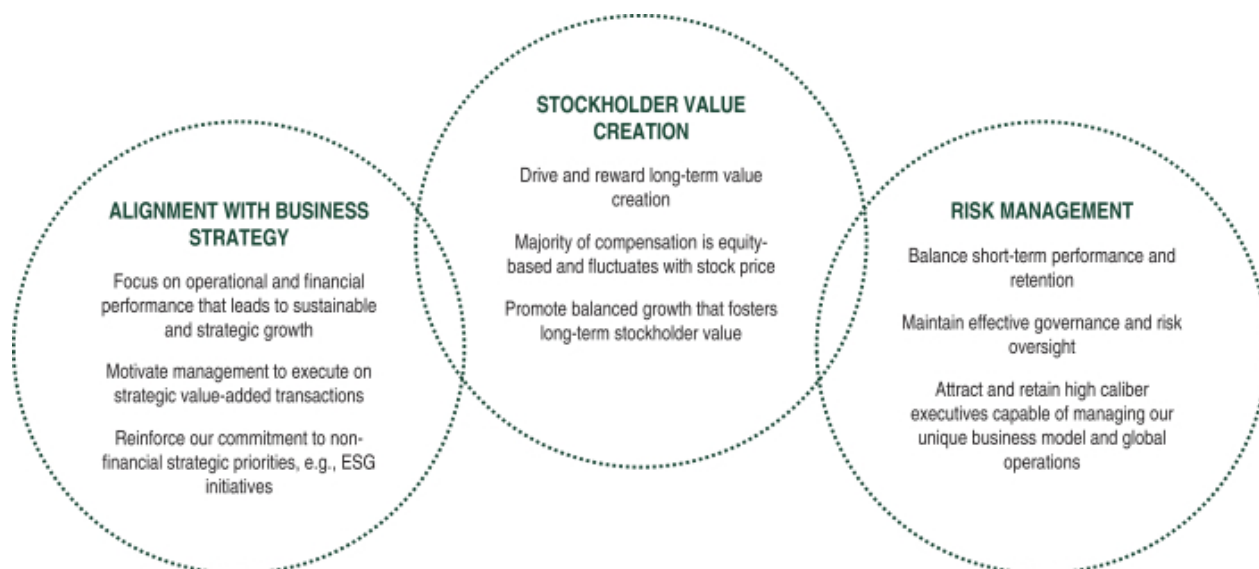 ALIGNMENT WITH BUSINESS
STRATEGY
Focus on operational and financial
performance that leads to sustainable
and strategic growth
Motivate management to execute on
strategic value-added transactions
Reinforce our commitment to non-
financial strategic priorities, e.g., ESG
initiatives
STOCKHOLDER VALUE
CREATION
Drive and reward long-term value
creation
Majority of compensation is equity-
based and fluctuates with stock price
Promote balanced growth that fosters
long-term stockholder value
RISK MANAGEMENT
Balance short-term performance and
retention
Maintain effective governance and risk
oversight
Attract and retain high caliber
executives capable of managing our
unique business model and global
operations